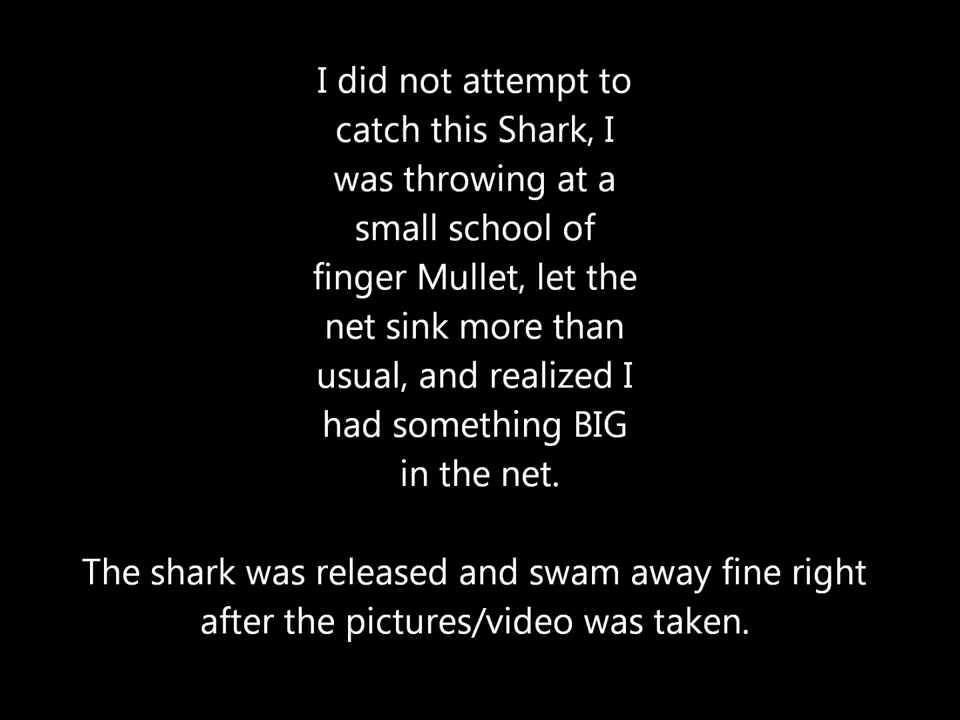 I did not attempt to
catch this Shark, I
was throwing at a
small school of
finger Mullet, let the
net sink more than
usual, and realized I
had something BIG
in the net.
The shark was released and swam away fine right
after the pictures/video was taken.